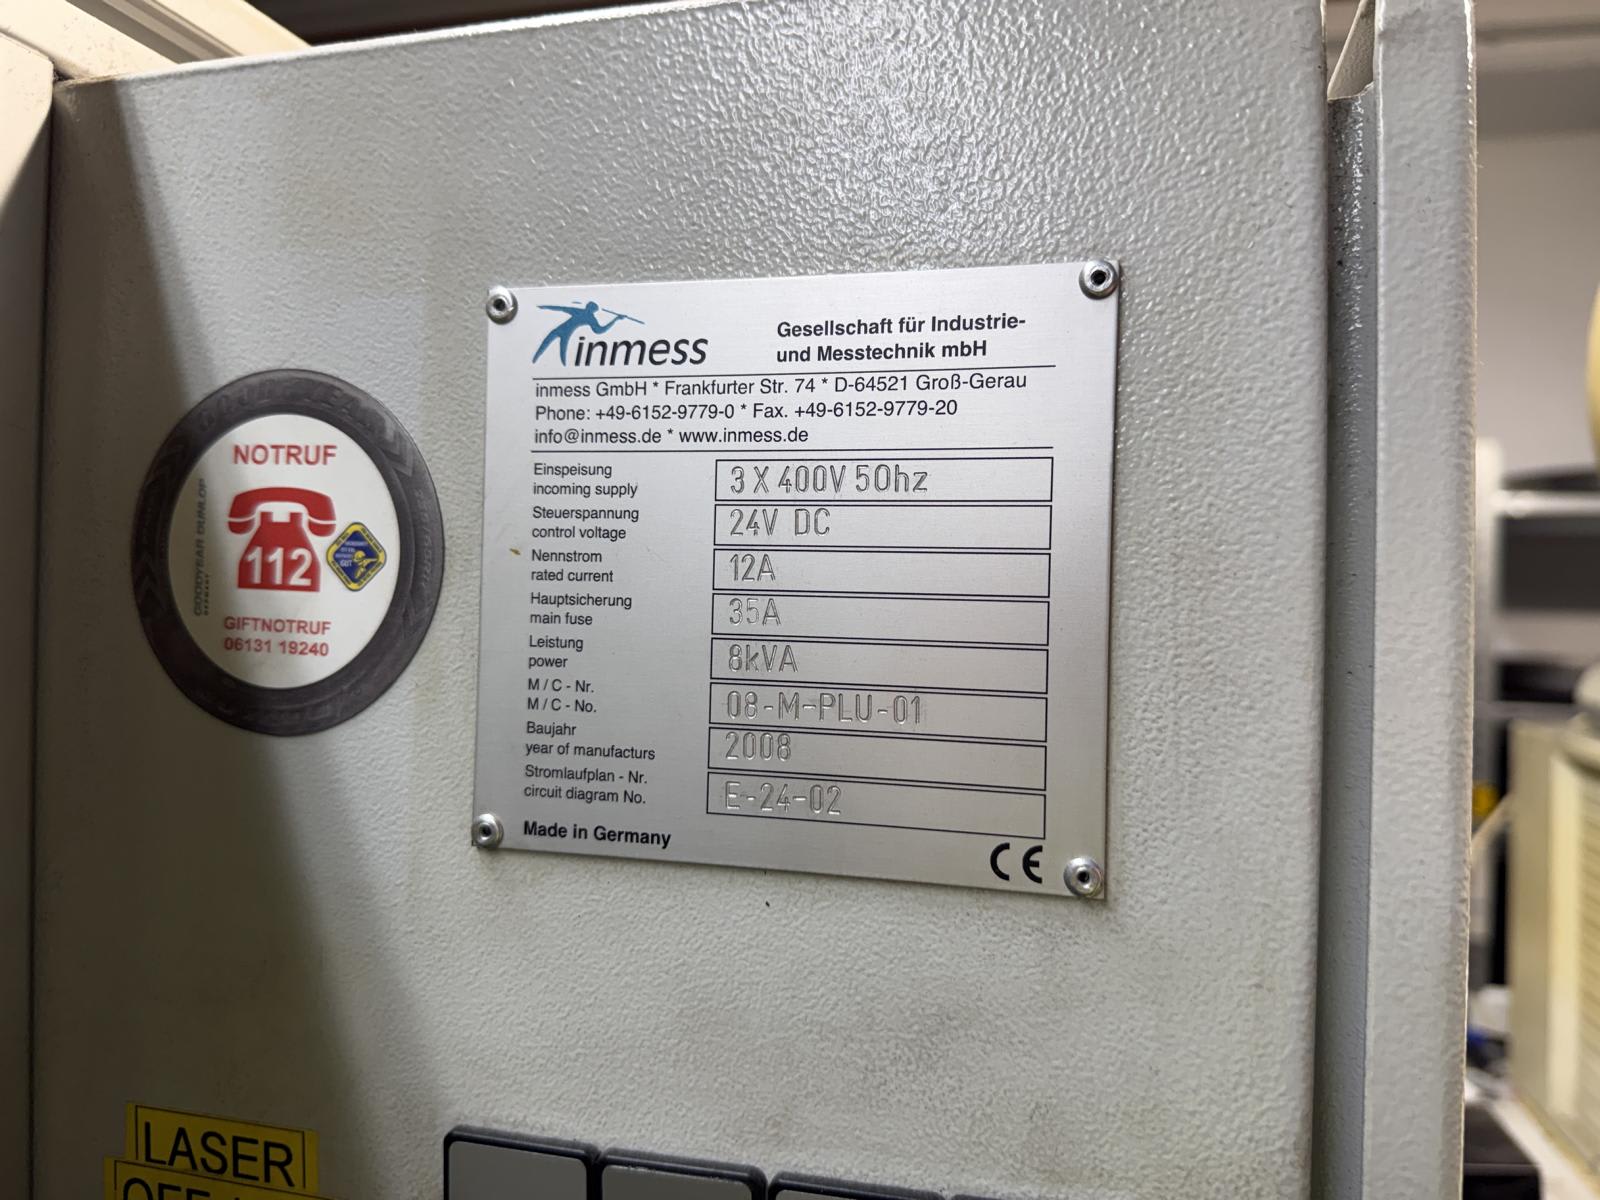 inmess
Gesellschaft für Industrie-
und Messtechnik mbH
inmess GmbH * Frankfurter Str. 74 * D-64521 Groß-Gerau
Phone: +49-6152-9779-0 * Fax. +49-6152-9779-20
info@inmess.de * www.inmess.de
Einspeisung
incoming supply
3 X 400V 50hz
Steuerspannung
control voltage
24V DC
Nennstrom
rated current
12A
Hauptsicherung
main fuse
35A
Leistung
power
8kVA
M / C - Nr.
M / C - No.
08-M-PLU-01
Baujahr
year of manufacturs
2008
Stromlaufplan - Nr.
circuit diagram No.
E-24-02
Made in Germany
CE
NOTRUF
112
GIFTNOTRUF
06131 19240
GOODYEAR DUNLOP
LASER